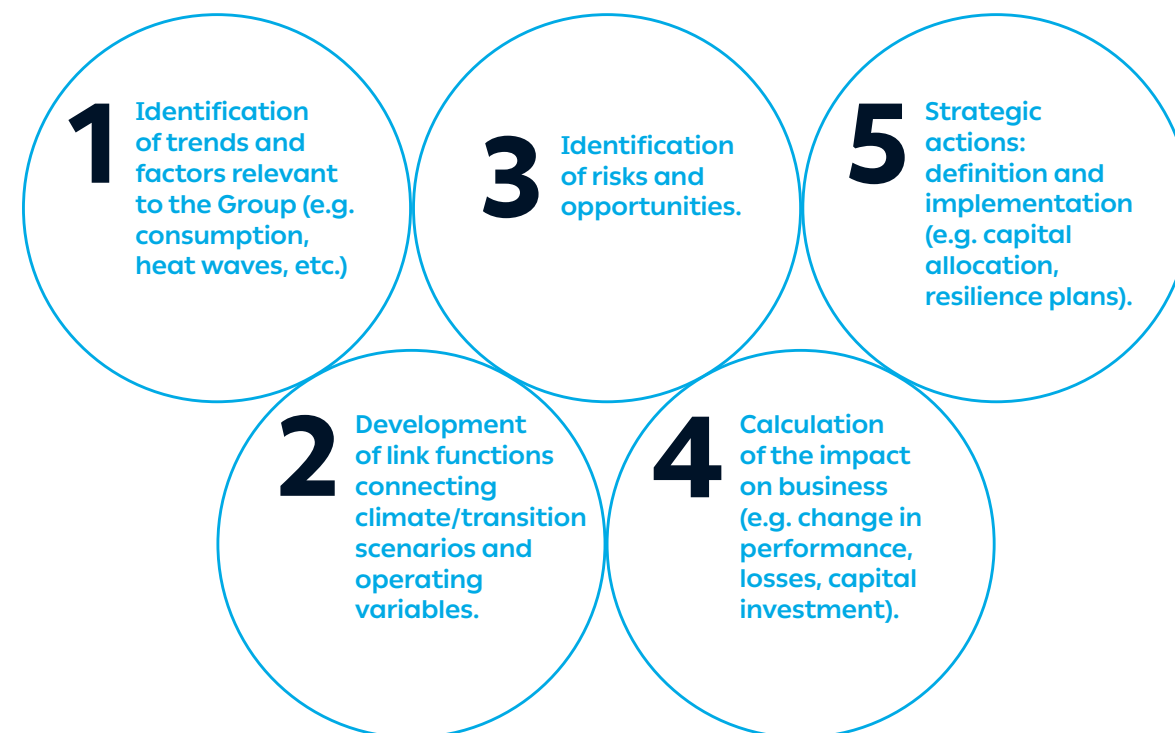 1
Identification
of trends and
factors relevant
to the Group (e.g.
consumption,
heat waves, etc.)
2
Development
of link functions
connecting
climate/transition
scenarios and
operating
variables.
3
Identification
of risks and
opportunities.
4
Calculation
of the impact
on business
(e.g. change in
performance,
losses, capital
investment).
5
Strategic
actions:
definition and
implementation
(e.g. capital
allocation,
resilience plans).